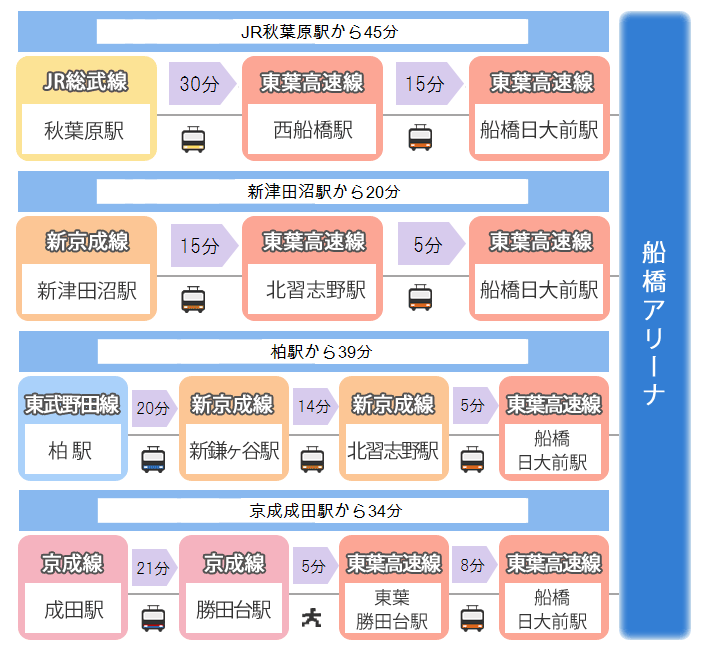 JR秋葉原駅から45分
JR総武線
30分
東葉高速線
15分
東葉高速線
秋葉原駅
西船橋駅
船橋日大前駅
新津田沼駅から20分
新京成線
15分
東葉高速線
5分
東葉高速線
新津田沼駅
北習志野駅
船橋日大前駅
柏駅から39分
東武野田線
20分
新京成線
14分
新京成線
5分
東葉高速線
柏駅
新鎌ヶ谷駅
北習志野駅
船橋
日大前駅
京成成田駅から34分
京成線
21分
京成線
5分
東葉高速線
8分
東葉高速線
成田駅
勝田台駅
東葉
勝田台駅
船橋
日大前駅
船橋アリーナ